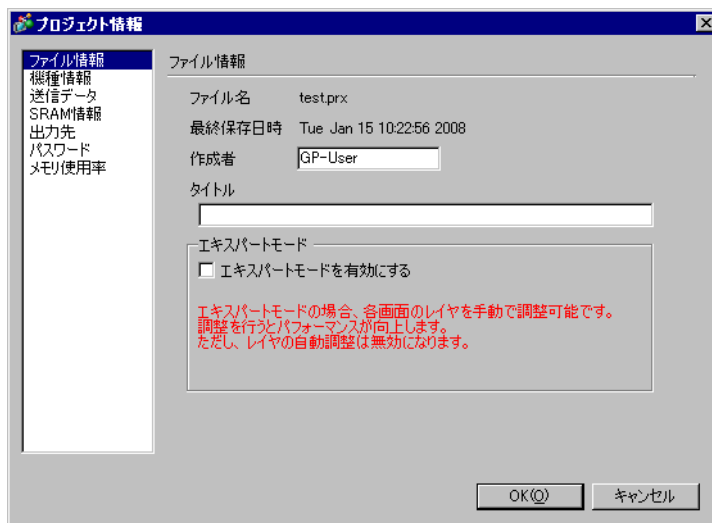 プロジェクト情報
ファイル情報
機種情報
送信データ
SRAM情報
出力先
パスワード
メモリ使用率
ファイル情報
ファイル名 test.prx
最終保存日時 Tue Jan 15 10:22:56 2008
作成者 GP-User
タイトル
エキスパートモード
エキスパートモードを有効にする
エキスパートモードの場合、各画面のレイヤを手動で調整可能です。
調整を行うとパフォーマンスが向上します。
ただし、レイヤの自動調整は無効になります。
OK(O) キャンセル